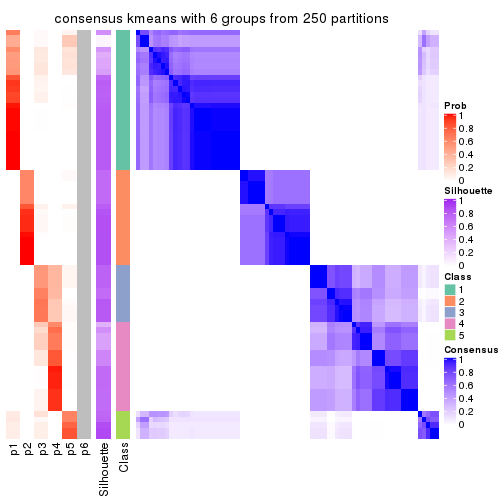 consensus kmeans with 6 groups from 250 partitions
Prob
1
0.8
0.6
0.4
0.2
0
Silhouette
1
0.8
0.6
0.4
0.2
0
Class
1
2
3
4
5
Consensus
1
0.8
0.6
0.4
0.2
0
p1
p2
p3
p4
p5
p6
Silhouette
Class